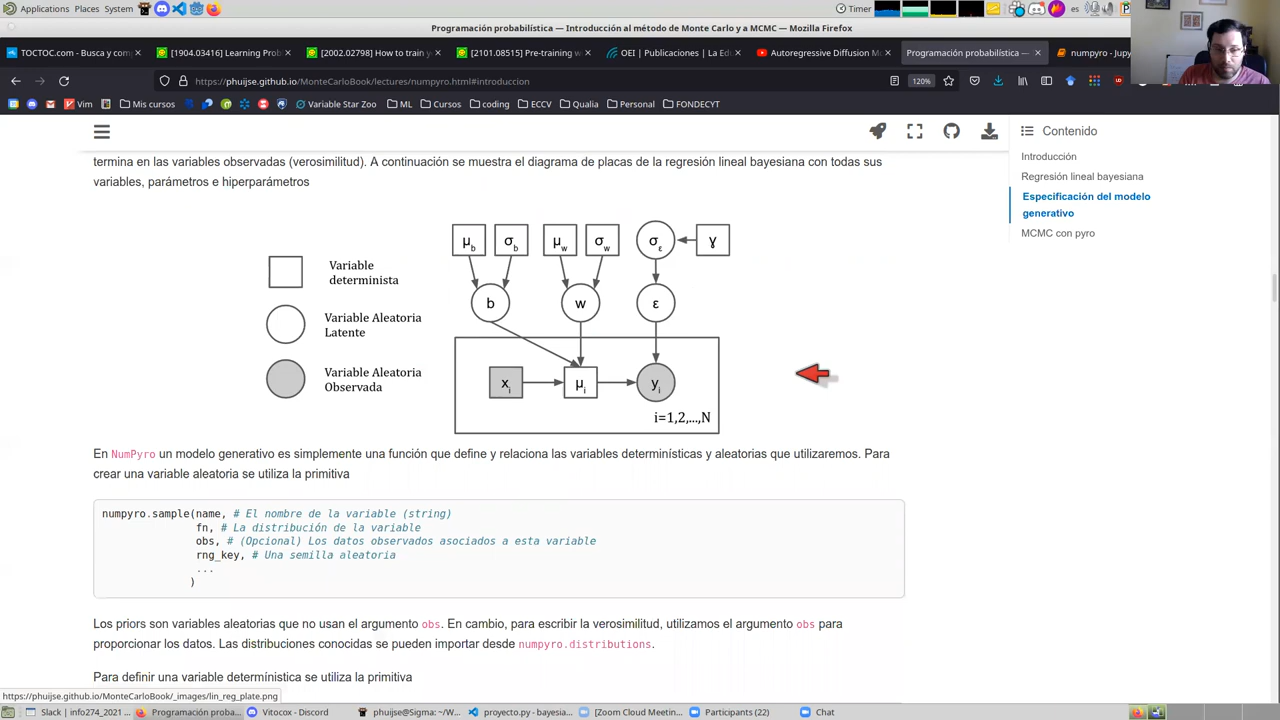 Applications Places System
Timer
Programación probabilística — Introducción al método de Monte Carlo y a MCMC — Mozilla Firefox
TOCTOC.com - Busca y com
[1904.03416] Learning Prob
[2002.02798] How to train y
[2101.08515] Pre-training w
OEI | Publicaciones | La Ed
Autoregressive Diffusion Mo
Programación probabilística —
numpyro - Jupy
https://phuijse.github.io/MonteCarloBook/lectures/numpyro.html#introduccion
120%
Vim
Mis cursos
Variable Star Zoo
ML
Cursos
coding
ECCV
Qualia
Personal
FONDECYT
termina en las variables observadas (verosimilitud). A continuación se muestra el diagrama de placas de la regresión lineal bayesiana con todas sus
variables, parámetros e hiperparámetros
Contenido
Introducción
Regresión lineal bayesiana
Especificación del modelo
generativo
MCMC con pyro
μb σb μw σw σε γ
Variable
determinista
b w ε
Variable Aleatoria
Latente
Variable Aleatoria
Observada
xi μi yi
i=1,2,...,N
En NumPyro un modelo generativo es simplemente una función que define y relaciona las variables determinísticas y aleatorias que utilizaremos. Para
crear una variable aleatoria se utiliza la primitiva
numpyro.sample(name, # El nombre de la variable (string)
fn, # La distribución de la variable
obs, # (Opcional) Los datos observados asociados a esta variable
rng_key, # Una semilla aleatoria
...
)
Los priors son variables aleatorias que no usan el argumento obs. En cambio, para escribir la verosimilitud, utilizamos el argumento obs para
proporcionar los datos. Las distribuciones conocidas se pueden importar desde numpyro.distributions.
Para definir una variable determinística se utiliza la primitiva
https://phuijse.github.io/MonteCarloBook/_images/lin_reg_plate.png
Slack | info274_2021
Programación proba...
Vitocox - Discord
phuijse@Sigma: ~/W...
proyecto.py - bayesia...
[Zoom Cloud Meetin...
Participants (22)
Chat